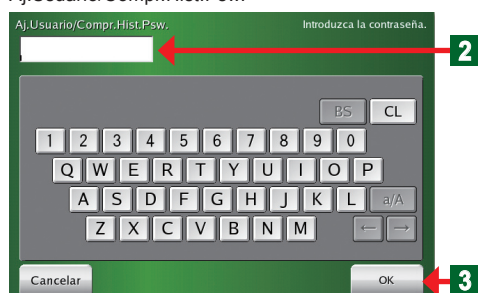 Aj.Usuario/Compr.Hist.Psw. Introduzca la contraseña.
2
BS CL
1 2 3 4 5 6 7 8 9 0
Q W E R T Y U I O P
A S D F G H J K L a/A
Z X C V B N M ← →
Cancelar OK 3